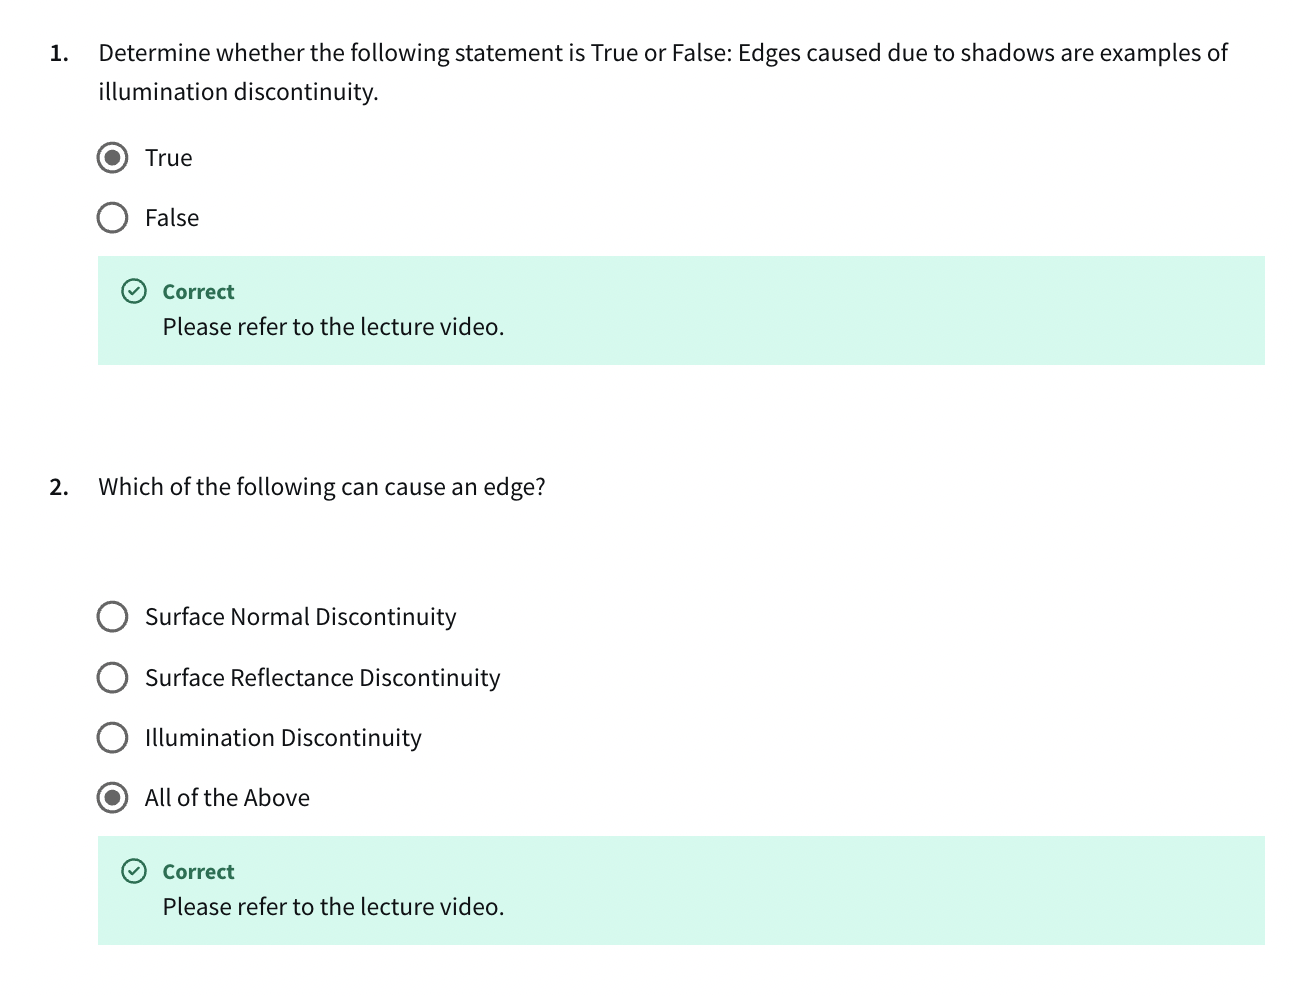 1. Determine whether the following statement is True or False: Edges caused due to shadows are examples of
illumination discontinuity.
True
False
Correct
Please refer to the lecture video.
2. Which of the following can cause an edge?
Surface Normal Discontinuity
Surface Reflectance Discontinuity
Illumination Discontinuity
All of the Above
Correct
Please refer to the lecture video.